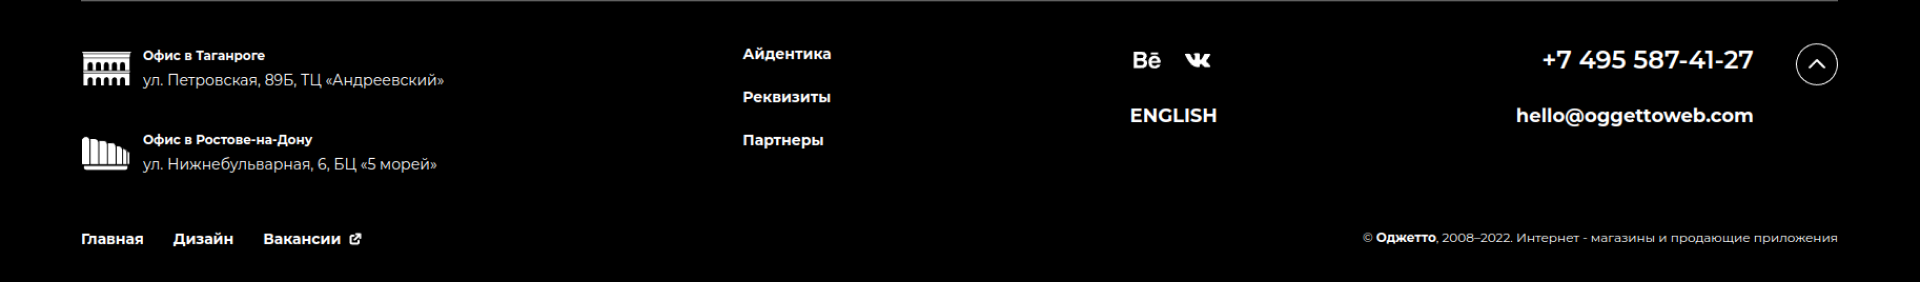 Офис в Таганроге
ул. Петровская, 89Б, ТЦ «Андреевский»
Офис в Ростове-на-Дону
ул. Нижнебульварная, 6, БЦ «5 морей»
Айдентика
Реквизиты
Партнеры
Bē
ENGLISH
+7 495 587-41-27
hello@oggettoweb.com
Главная Дизайн Вакансии
© Оджетто, 2008–2022. Интернет - магазины и продающие приложения